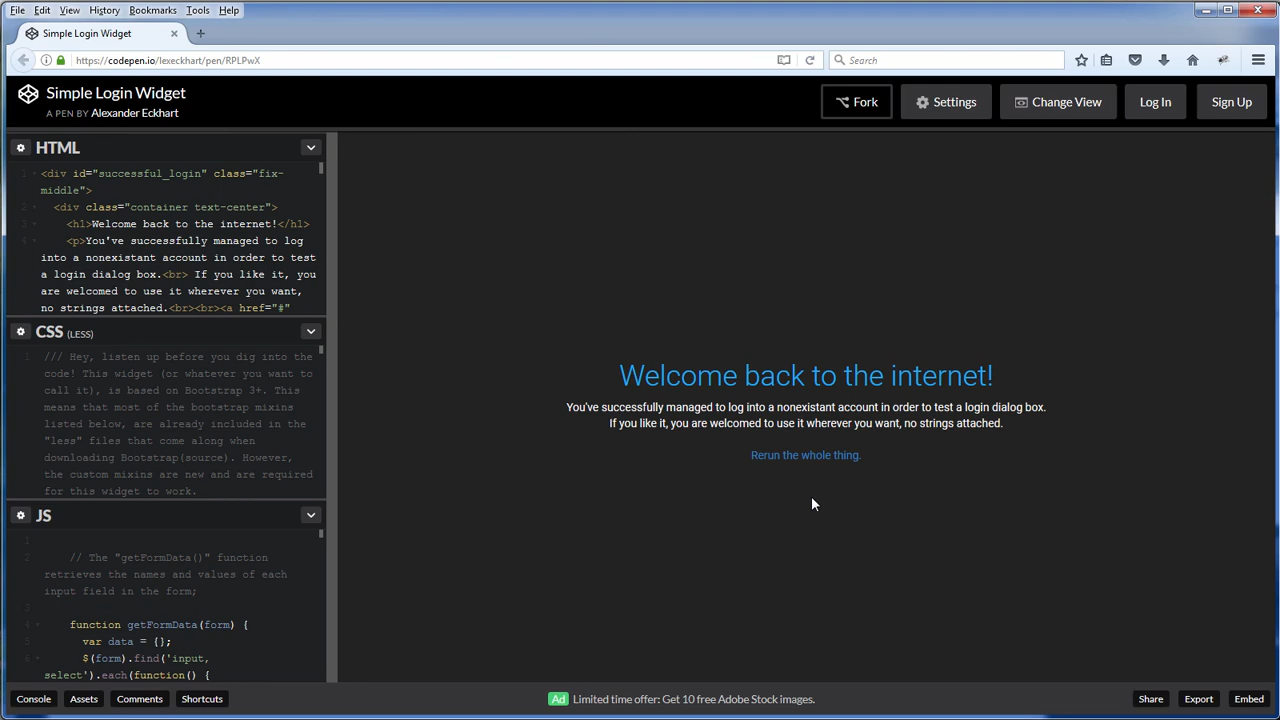 File Edit View History Bookmarks Tools Help
Simple Login Widget
https://codepen.io/lexeckhart/pen/RPLPwX
Search
Simple Login Widget
A PEN BY Alexander Eckhart
Fork
Settings
Change View
Log In
Sign Up
HTML
1 <div id="successful_login" class="fix-
middle">
2 <div class="container text-center">
3 <h1>Welcome back to the internet!</h1>
4 <p>You've successfully managed to log
into a nonexistant account in order to test
a login dialog box.<br> If you like it, you
are welcomed to use it wherever you want,
no strings attached.<br><br><a href="#"
CSS (LESS)
1 /// Hey, listen up before you dig into the
code! This widget (or whatever you want to
call it), is based on Bootstrap 3+. This
means that most of the bootstrap mixins
listed below, are already included in the
"less" files that come along when
downloading Bootstrap(source). However,
the custom mixins are new and are required
for this widget to work.
JS
1
2 // The "getFormData()" function
retrieves the names and values of each
input field in the form;
3
4 function getFormData(form) {
5 var data = {};
6 $(form).find('input,
select').each(function() {
Welcome back to the internet!
You've successfully managed to log into a nonexistant account in order to test a login dialog box.
If you like it, you are welcomed to use it wherever you want, no strings attached.
Rerun the whole thing.
Console
Assets
Comments
Shortcuts
Ad Limited time offer: Get 10 free Adobe Stock images.
Share
Export
Embed